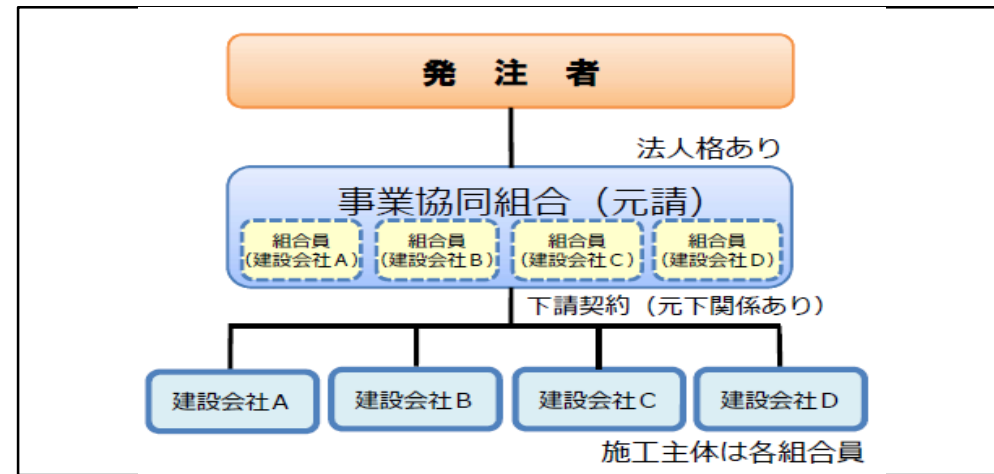 発 注 者
法人格あり
事業協同組合（元請）
組合員
（建設会社Ａ）
組合員
（建設会社Ｂ）
組合員
（建設会社Ｃ）
組合員
（建設会社Ｄ）
下請契約（元下関係あり）
建設会社Ａ
建設会社Ｂ
建設会社Ｃ
建設会社Ｄ
施工主体は各組合員